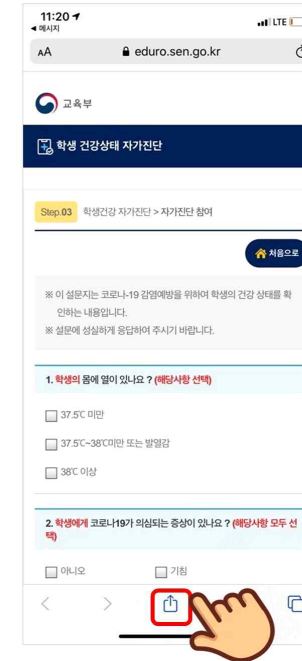 11:20
LTE
◀ 메시지
AA
eduro.sen.go.kr
교육부
학생 건강상태 자가진단
Step.03 학생건강 자가진단 > 자가진단 참여
처음으로
※ 이 설문지는 코로나-19 감염예방을 위하여 학생의 건강 상태를 확
인하는 내용입니다.
※ 설문에 성실하게 응답하여 주시기 바랍니다.
1. 학생의 몸에 열이 있나요 ? (해당사항 선택)
37.5℃ 미만
37.5℃~38℃미만 또는 발열감
38℃ 이상
2. 학생에게 코로나19가 의심되는 증상이 있나요 ? (해당사항 모두 선
택)
아니오
기침